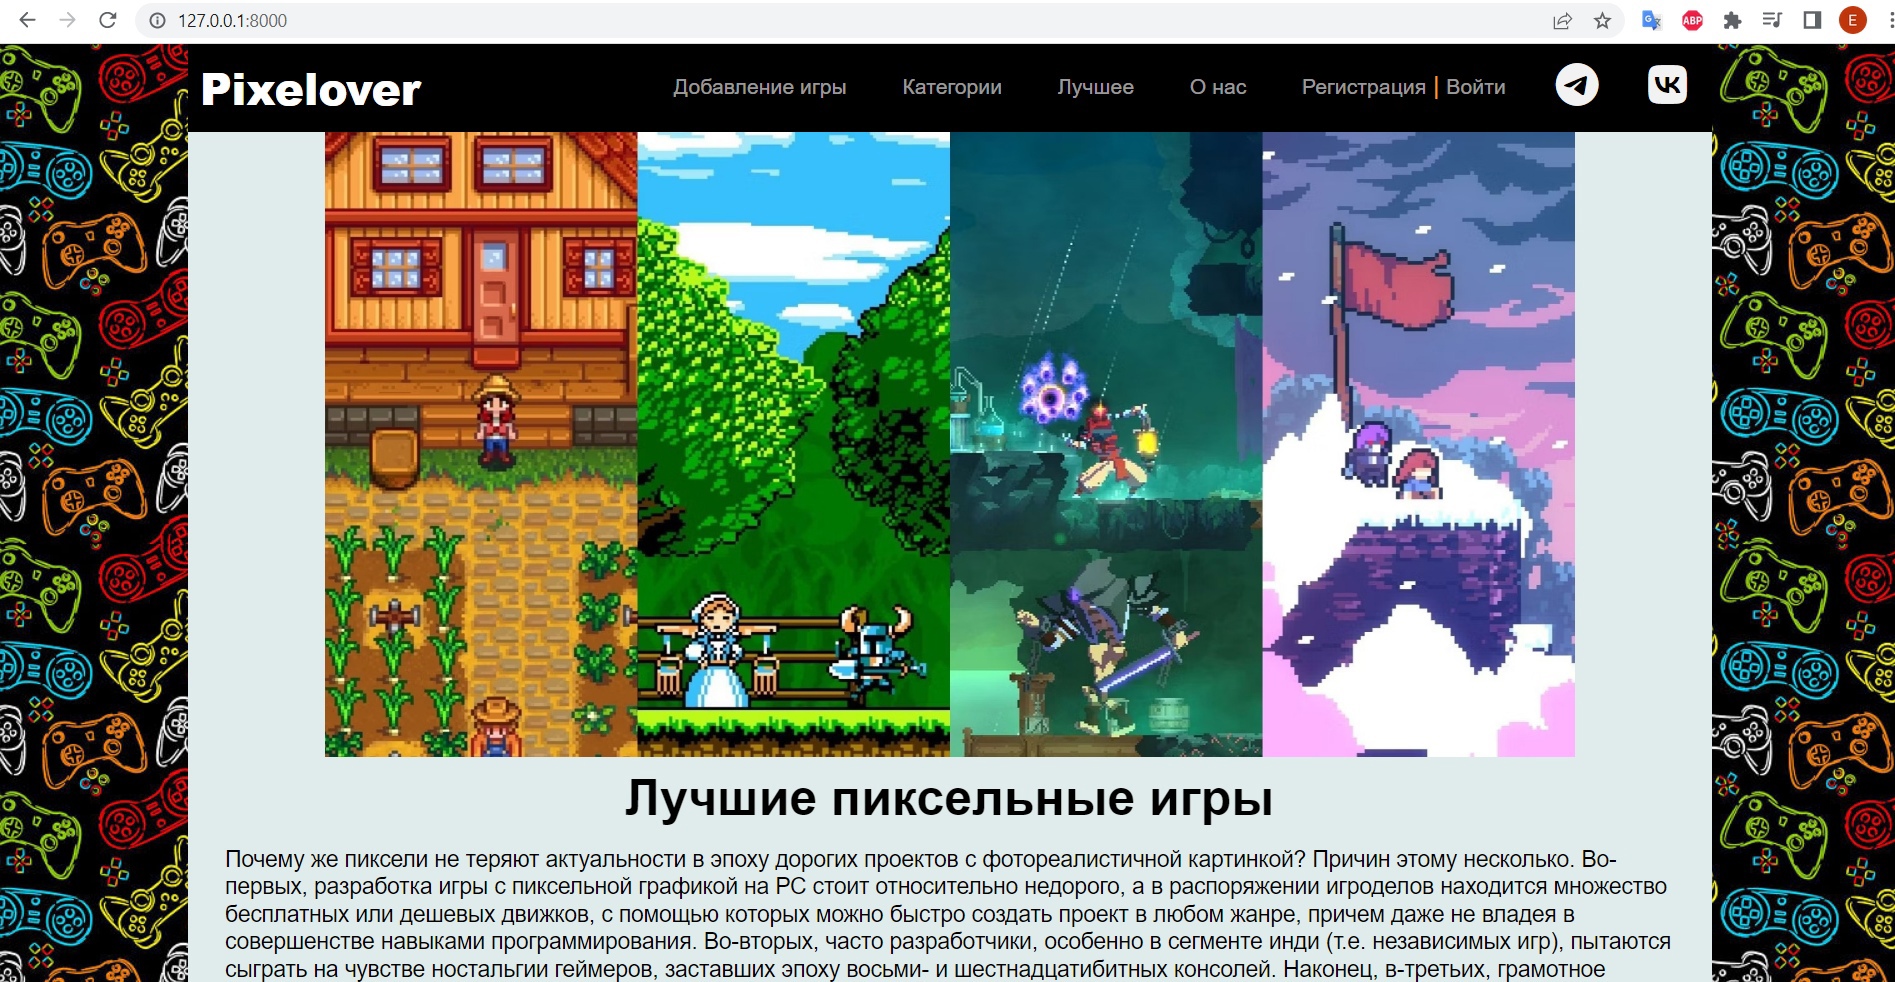 127.0.0.1:8000
ABP
E
Pixelover
Добавление игры
Категории
Лучшее
О нас
Регистрация | Войти
Лучшие пиксельные игры
Почему же пиксели не теряют актуальности в эпоху дорогих проектов с фотореалистичной картинкой? Причин этому несколько. Во-
первых, разработка игры с пиксельной графикой на PC стоит относительно недорого, а в распоряжении игроделов находится множество
бесплатных или дешевых движков, с помощью которых можно быстро создать проект в любом жанре, причем даже не владея в
совершенстве навыками программирования. Во-вторых, часто разработчики, особенно в сегменте инди (т.е. независимых игр), пытаются
сыграть на чувстве ностальгии геймеров, заставших эпоху восьми- и шестнадцатибитных консолей. Наконец, в-третьих, грамотное